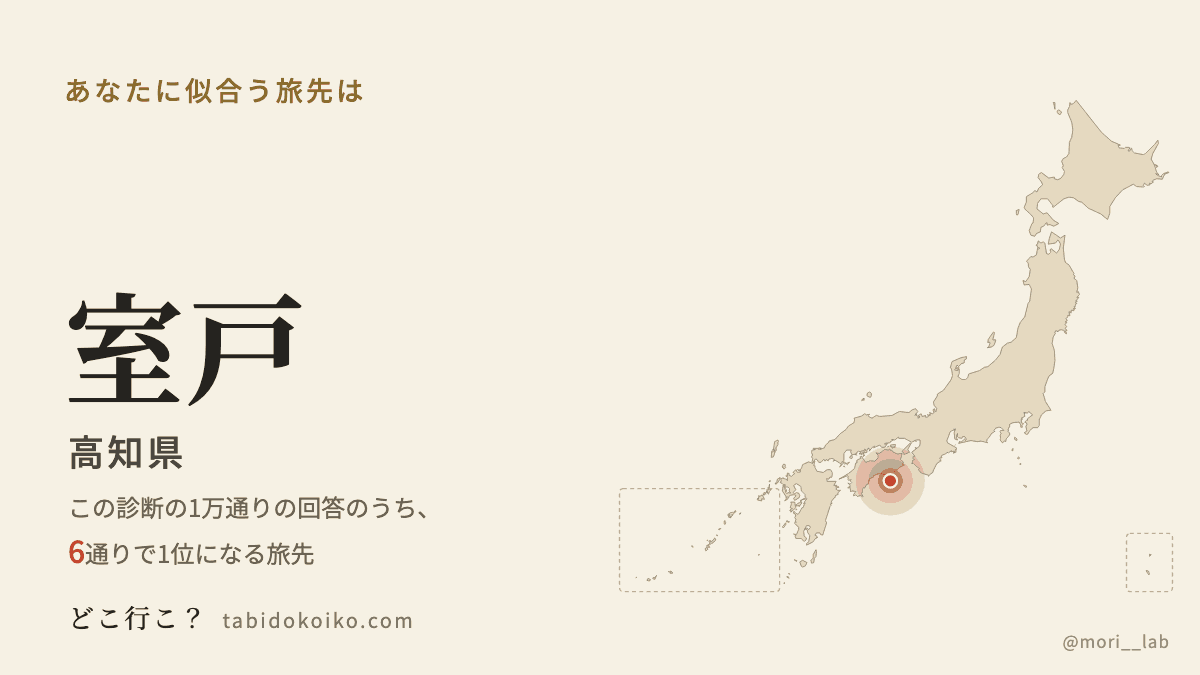 あなたに似合う旅先は
室戸
高知県
この診断の1万通りの回答のうち、
6通りで1位になる旅先
どこ行こ？ tabidokoiko.com
@mori__lab